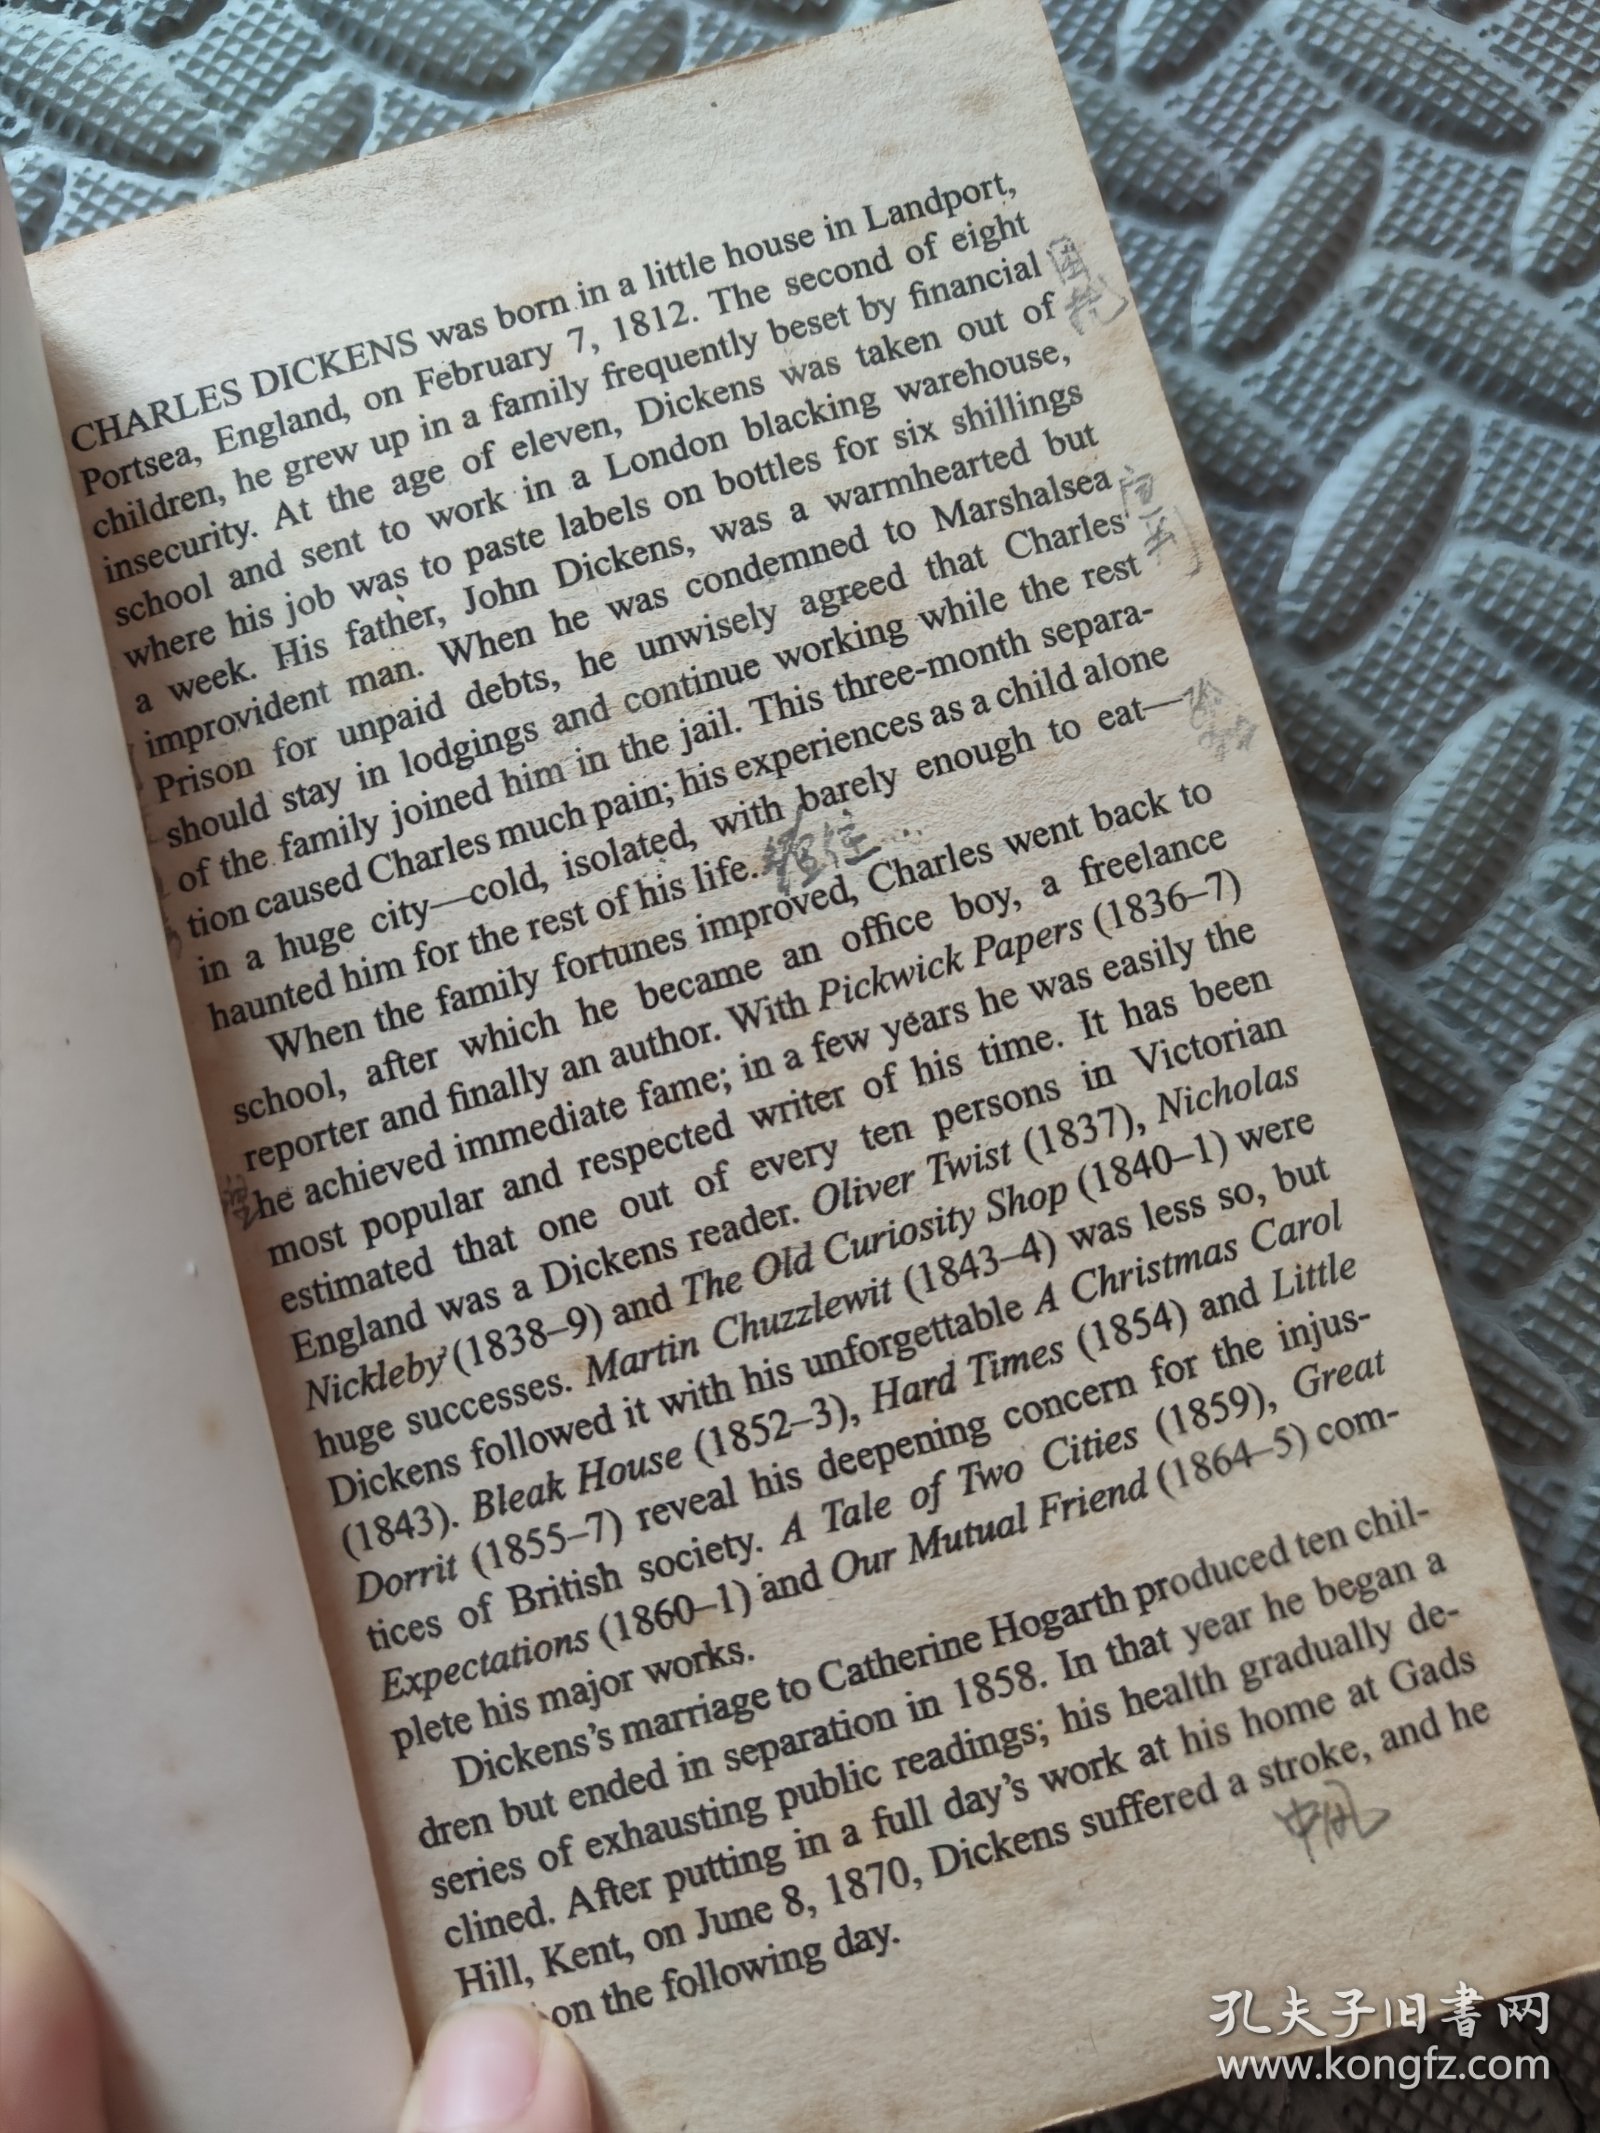 CHARLES DICKENS was born in a little house in Landport,
Portsea, England, on February 7, 1812. The second of eight
children, he grew up in a family frequently beset by financial
insecurity. At the age of eleven, Dickens was taken out of
school and sent to work in a London blacking warehouse,
where his job was to paste labels on bottles for six shillings
a week. His father, John Dickens, was a warmhearted but
improvident man. When he was condemned to Marshalsea
Prison for unpaid debts, he unwisely agreed that Charles
should stay in lodgings and continue working while the rest
of the family joined him in the jail. This three-month separa-
tion caused Charles much pain; his experiences as a child alone
in a huge city—cold, isolated, with barely enough to eat—
haunted him for the rest of his life.
When the family fortunes improved, Charles went back to
school, after which he became an office boy, a freelance
reporter and finally an author. With Pickwick Papers (1836–7)
he achieved immediate fame; in a few years he was easily the
most popular and respected writer of his time. It has been
estimated that one out of every ten persons in Victorian
England was a Dickens reader. Oliver Twist (1837), Nicholas
Nickleby (1838–9) and The Old Curiosity Shop (1840–1) were
huge successes. Martin Chuzzlewit (1843–4) was less so, but
Dickens followed it with his unforgettable A Christmas Carol
(1843). Bleak House (1852–3), Hard Times (1854) and Little
Dorrit (1855–7) reveal his deepening concern for the injus-
tices of British society. A Tale of Two Cities (1859), Great
Expectations (1860–1) and Our Mutual Friend (1864–5) com-
plete his major works.
Dickens's marriage to Catherine Hogarth produced ten chil-
dren but ended in separation in 1858. In that year he began a
series of exhausting public readings; his health gradually de-
clined. After putting in a full day's work at his home at Gads
Hill, Kent, on June 8, 1870, Dickens suffered a stroke, and he
on the following day.
中风
孔夫子旧书网
www.kongfz.com